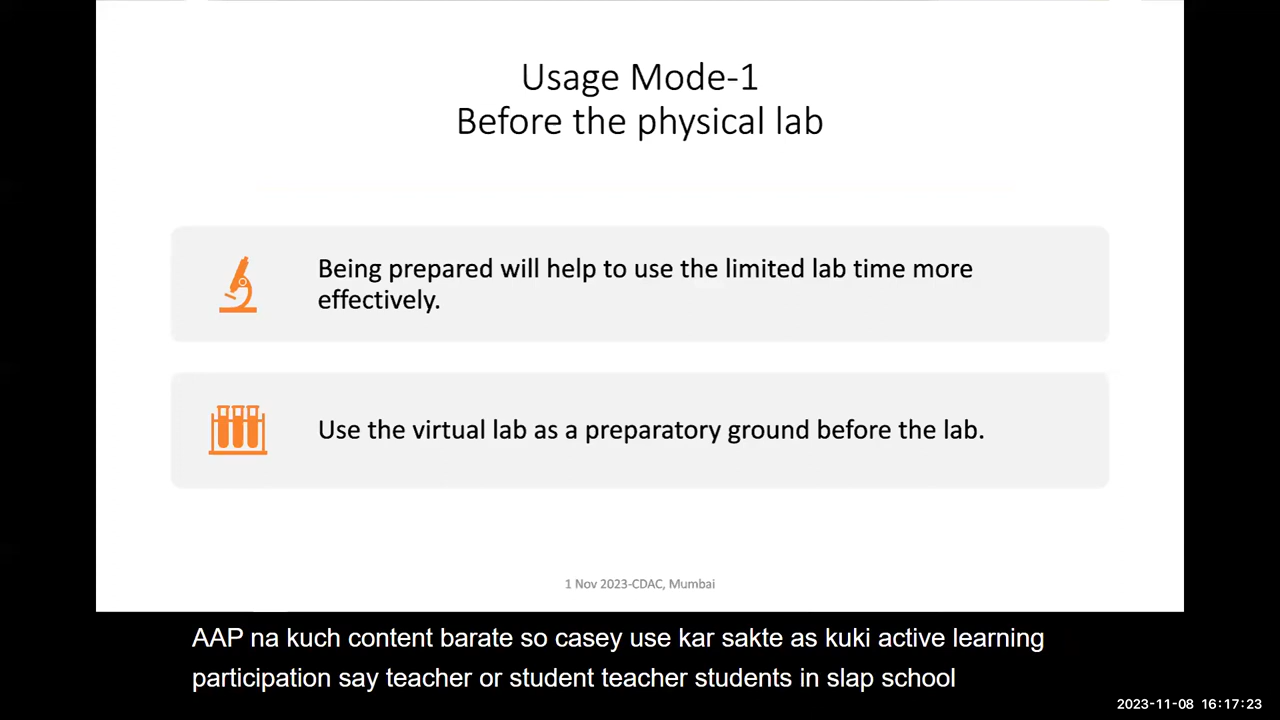 Usage Mode-1
Before the physical lab
Being prepared will help to use the limited lab time more
effectively.
Use the virtual lab as a preparatory ground before the lab.
1 Nov 2023-CDAC, Mumbai
AAP na kuch content barate so casey use kar sakte as kuki active learning
participation say teacher or student teacher students in slap school
2023-11-08 16:17:23